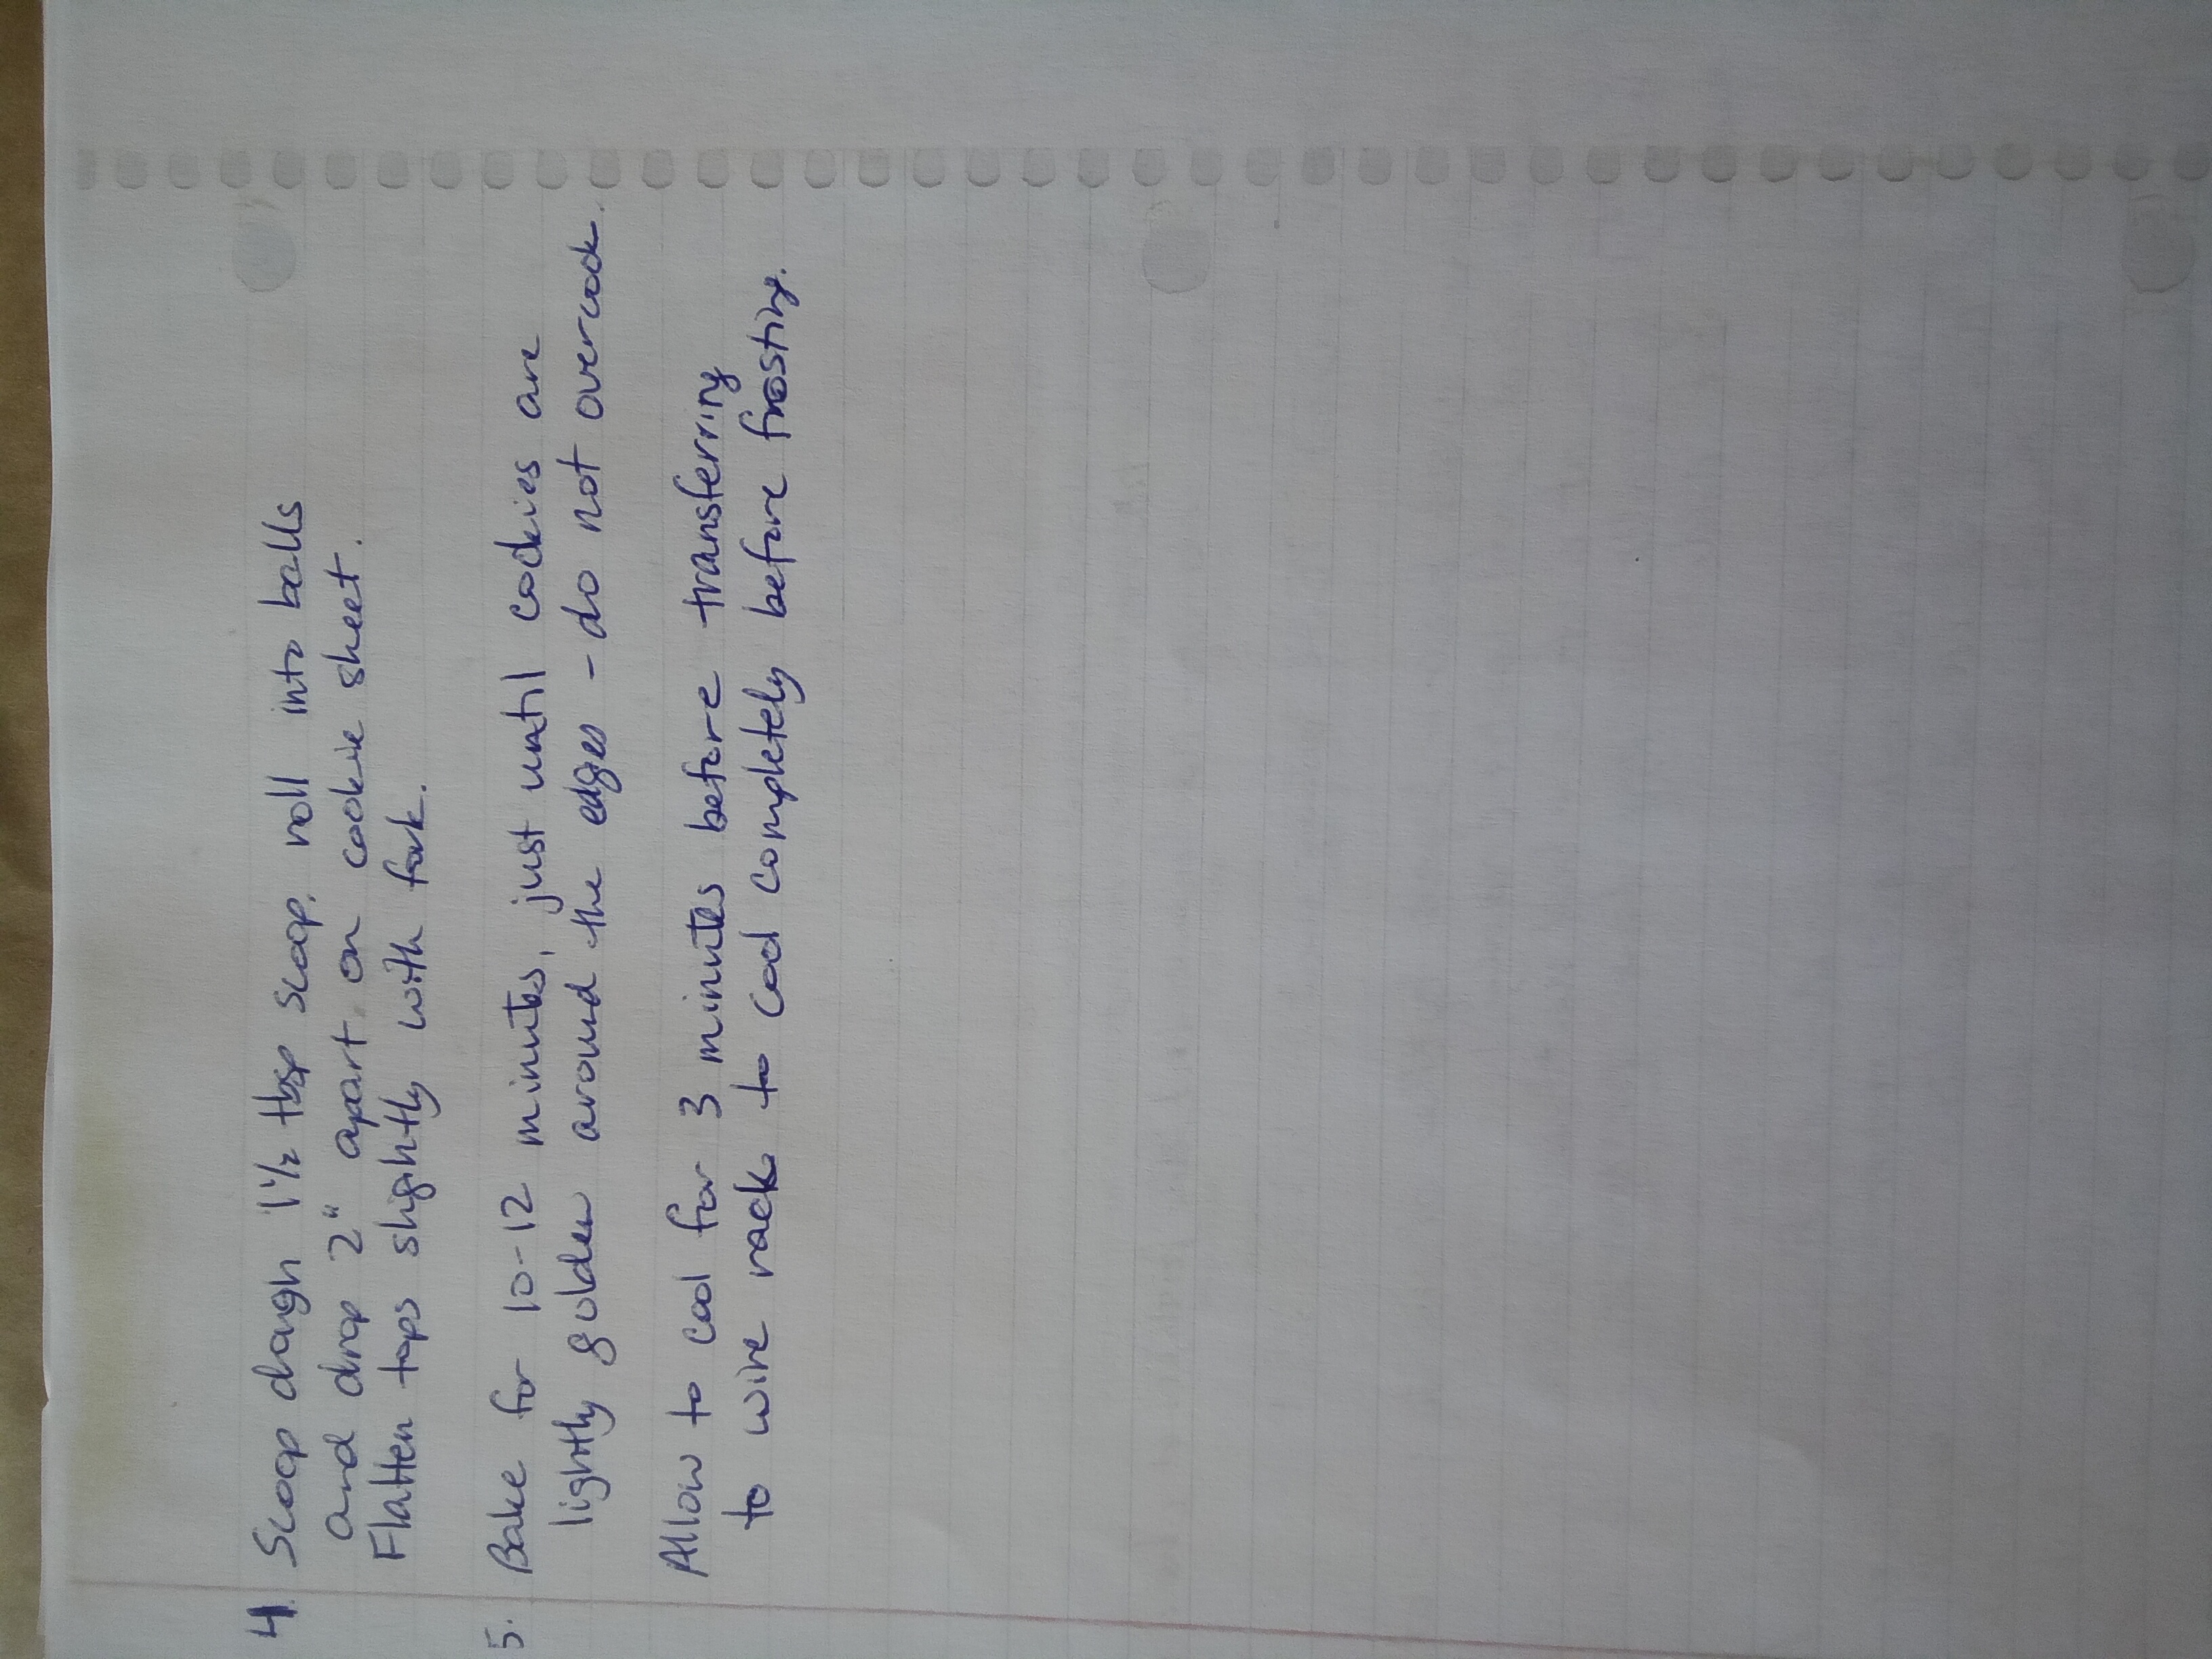 4. Scoop dough 1 1/2 tbsp scoop, roll into balls
and drop 2" apart on cookie sheet.
Flatten tops slightly with fork.
5. Bake for 10-12 minutes, just until cookies are
lightly golden around the edges - do not overcook.
Allow to cool for 3 minutes before transferring
to wire rack to cool completely before frosting.